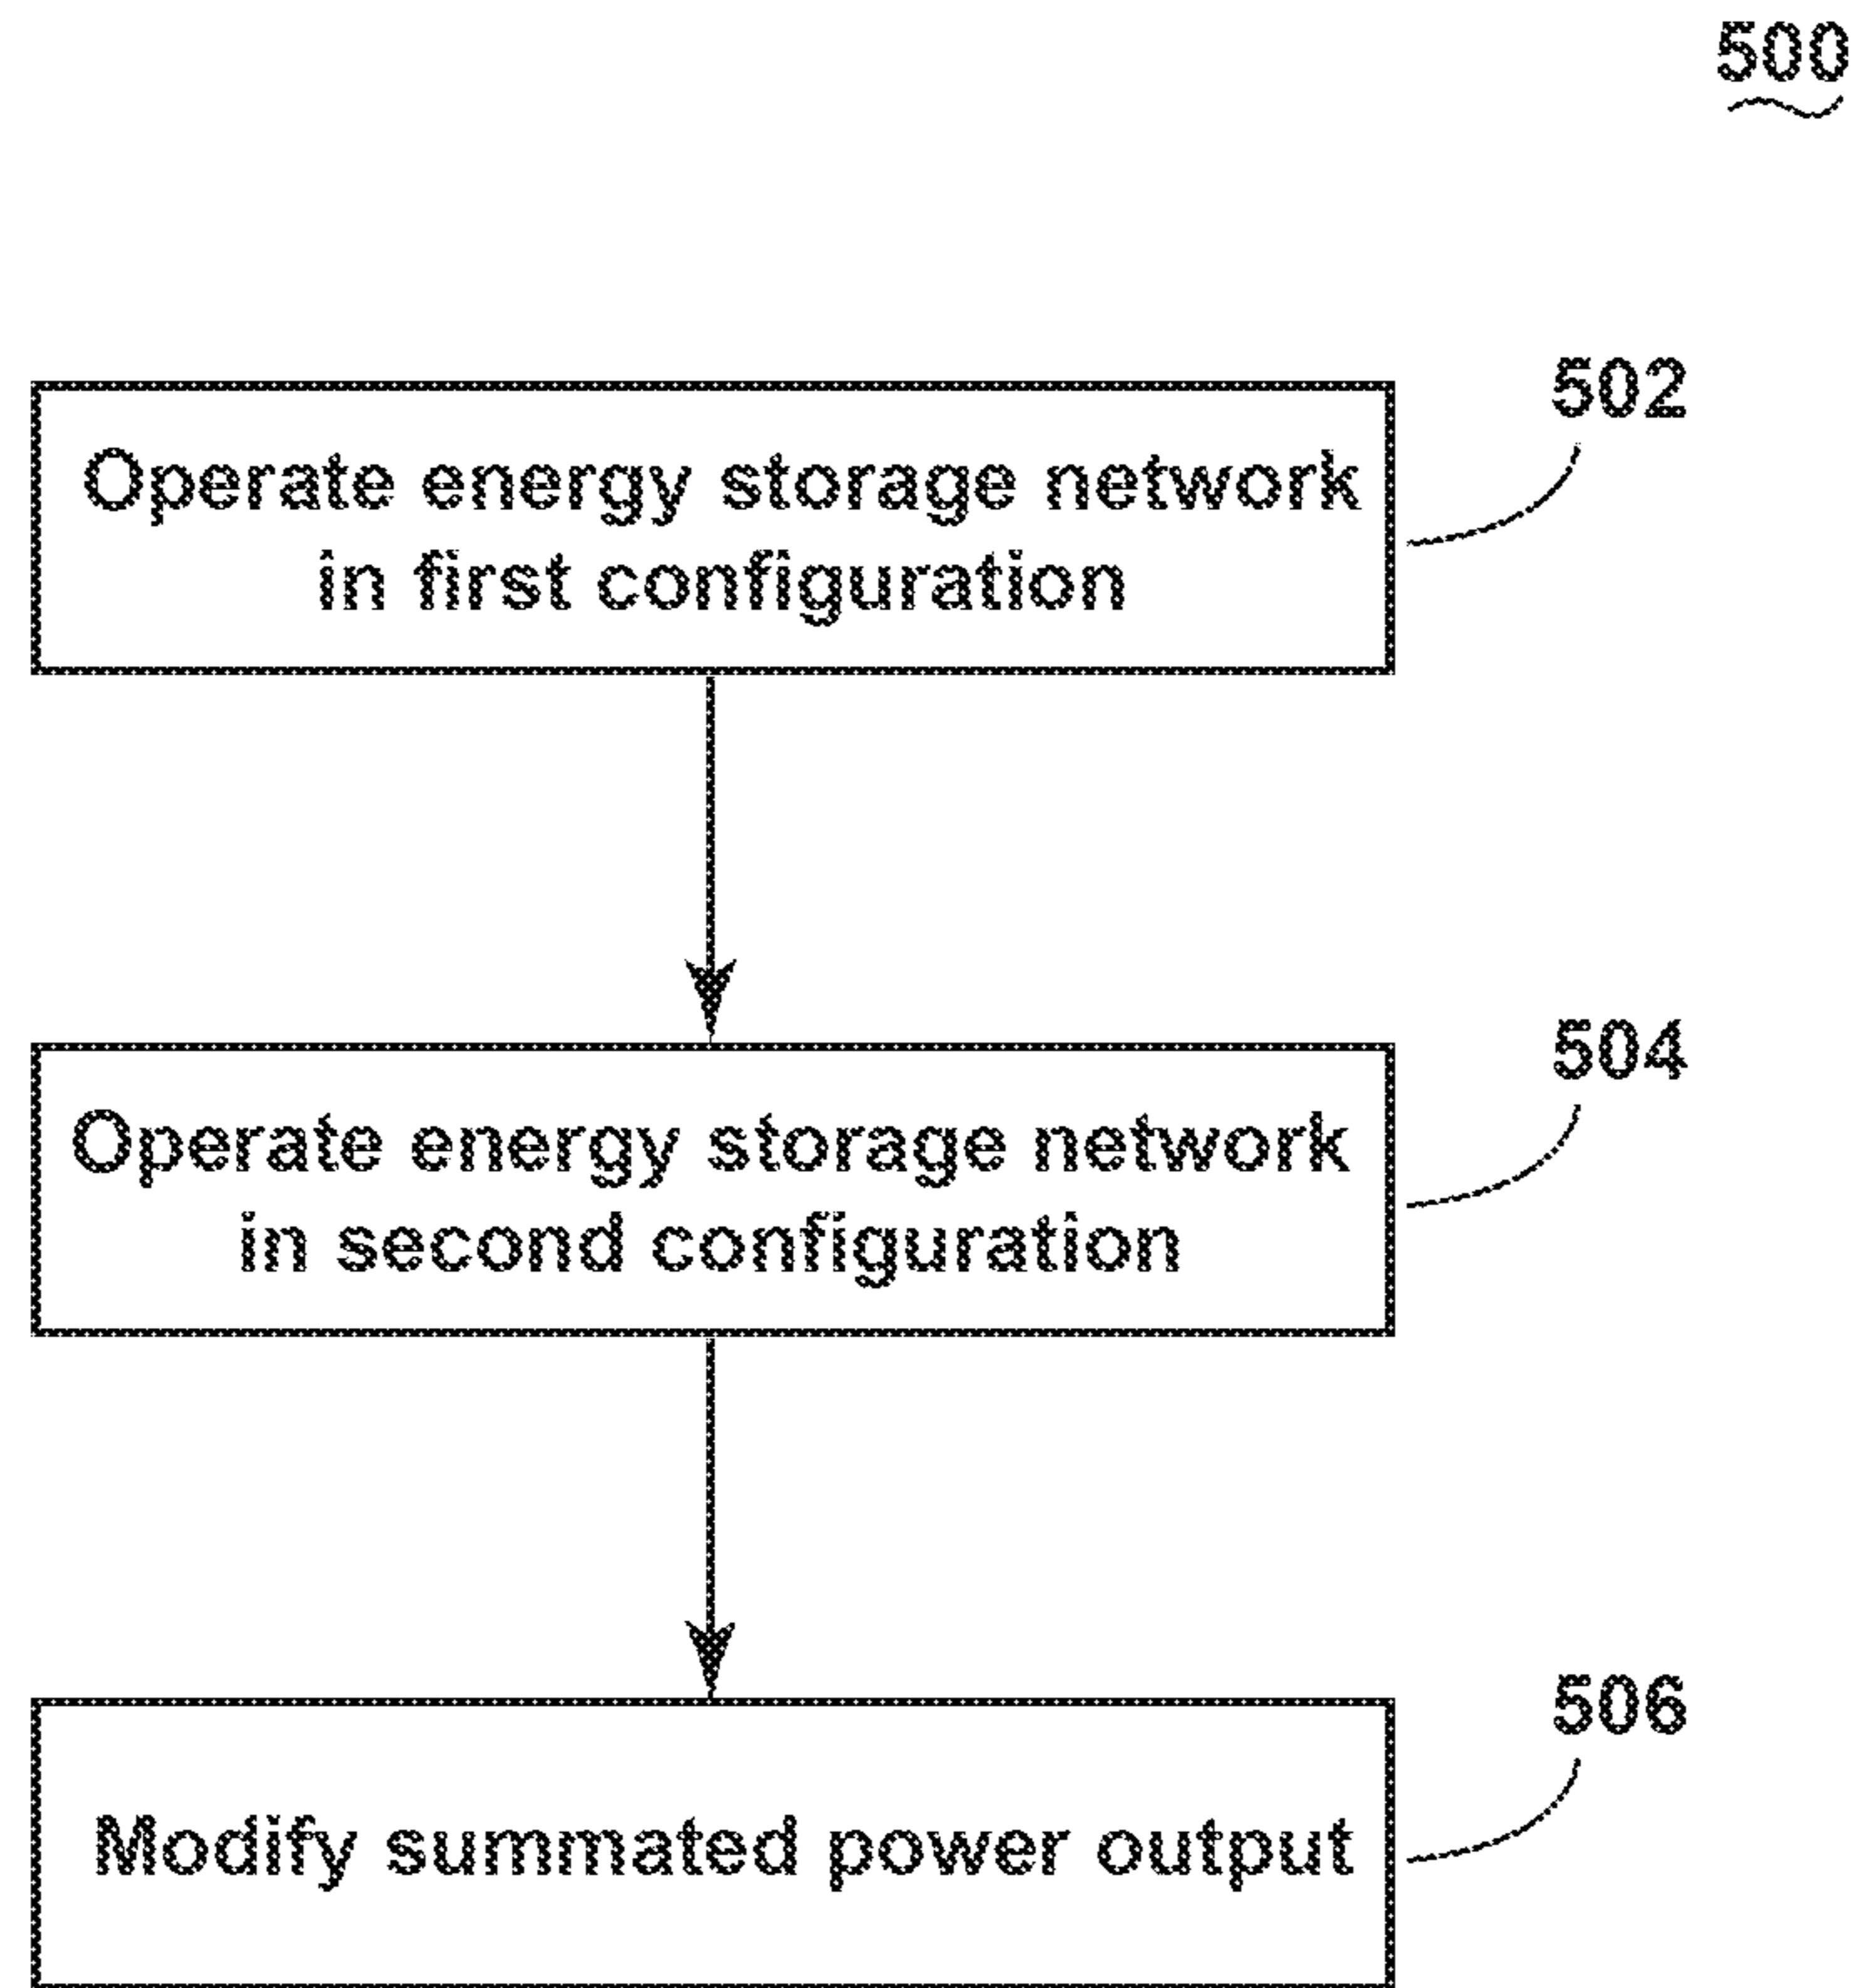 500
502
Operate energy storage network
in first configuration
504
Operate energy storage network
in second configuration
506
Modify summated power output